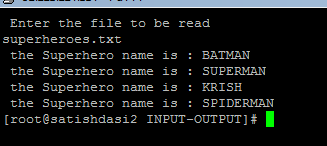 Enter the file to be read
superheroes.txt
the Superhero name is : BATMAN
the Superhero name is : SUPERMAN
the Superhero name is : KRISH
the Superhero name is : SPIDERMAN
[root@satishdasi2 INPUT-OUTPUT]#